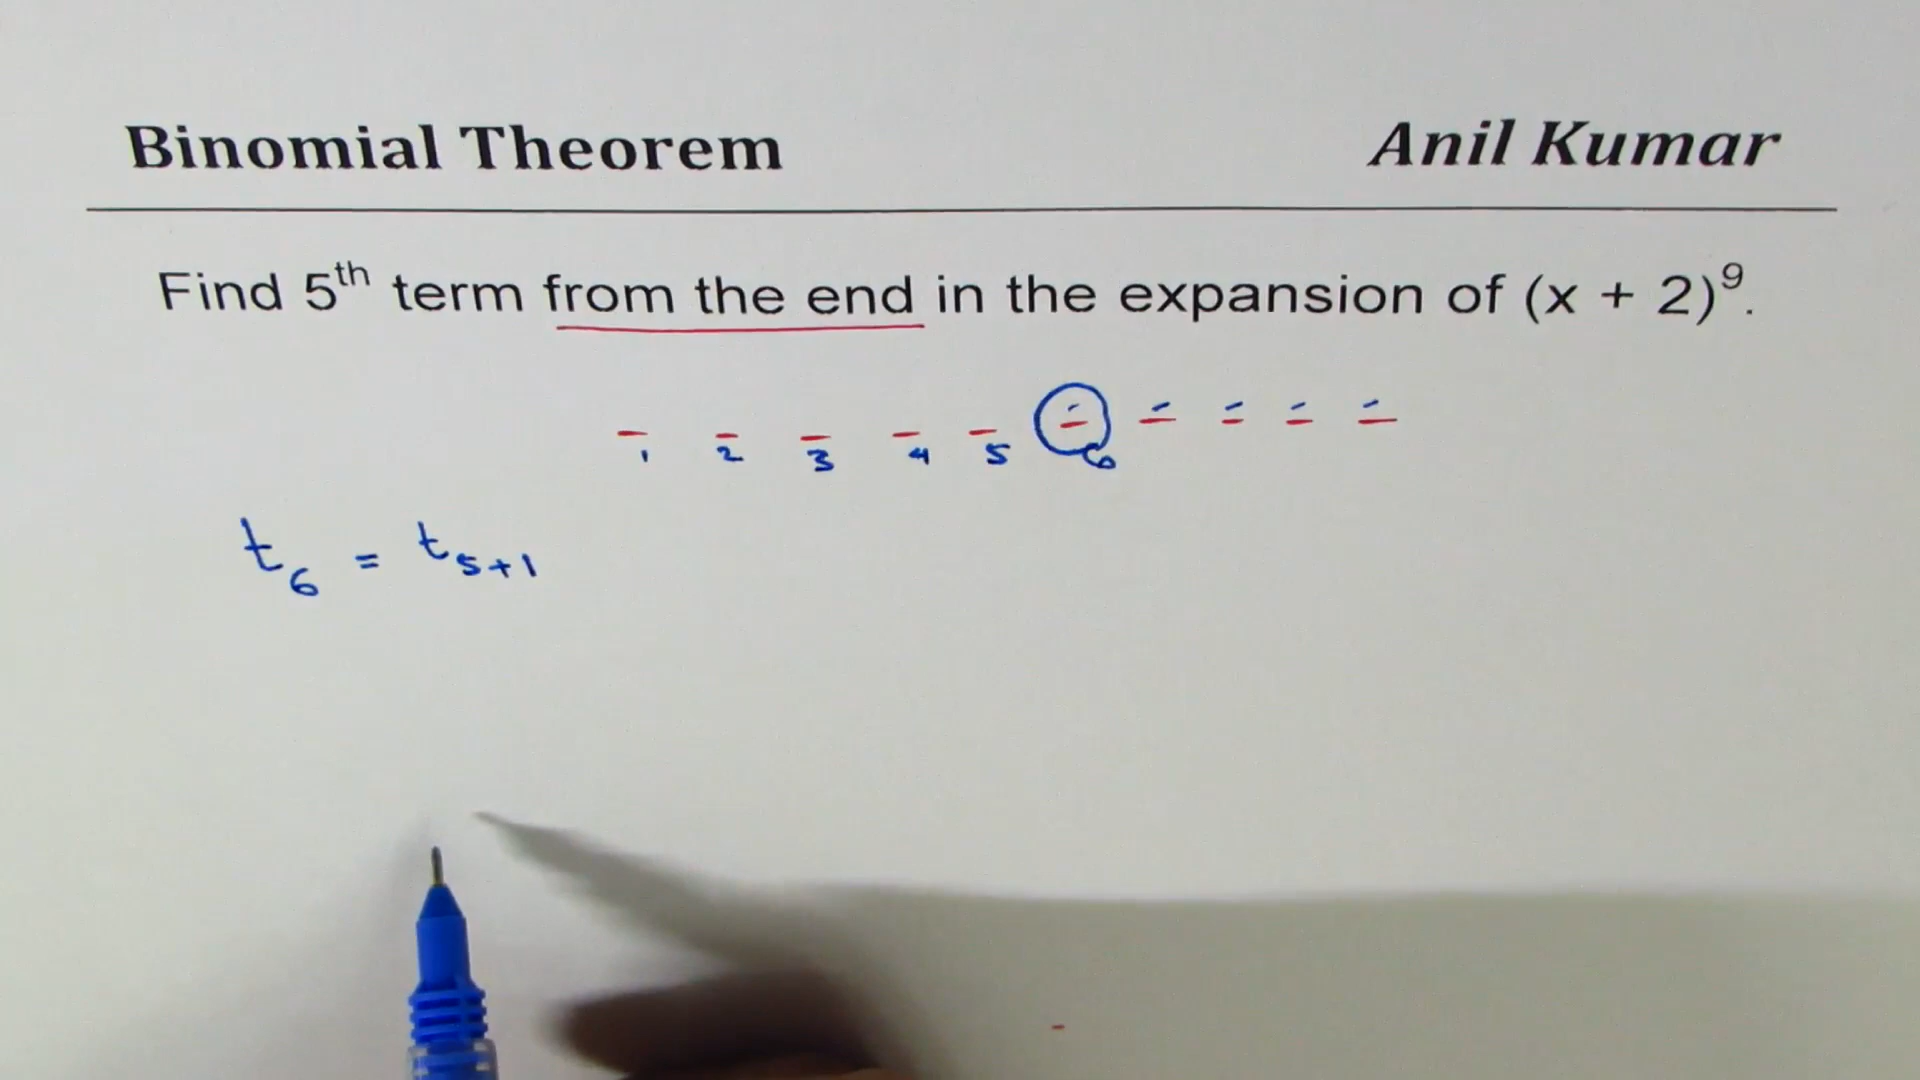 Binomial Theorem Anil Kumar
Find 5th term from the end in the expansion of (x + 2)⁹.
1 2 3 4 5 6
t₆ = t₅₊₁